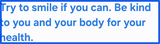 Try to smile if you can. Be kind
to you and your body for your
health.